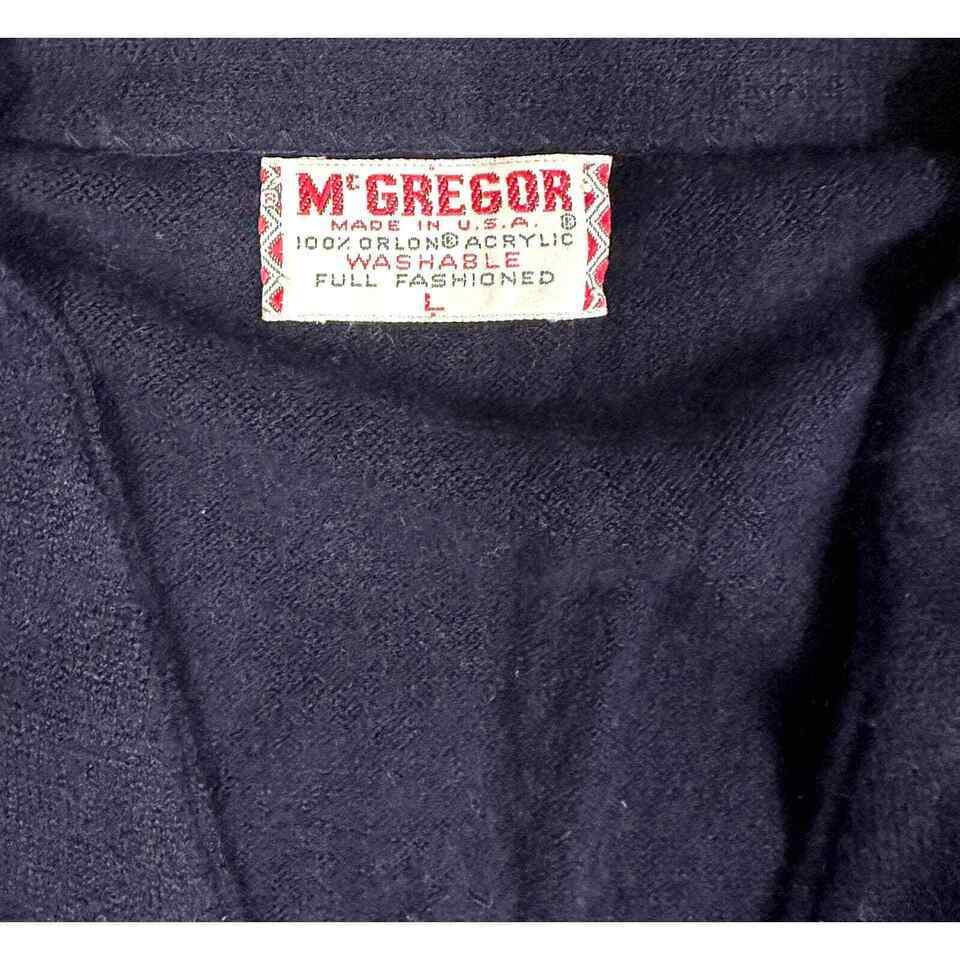 McGREGOR
MADE IN U.S.A. ®
100% ORLON® ACRYLIC
WASHABLE
FULL FASHIONED
L